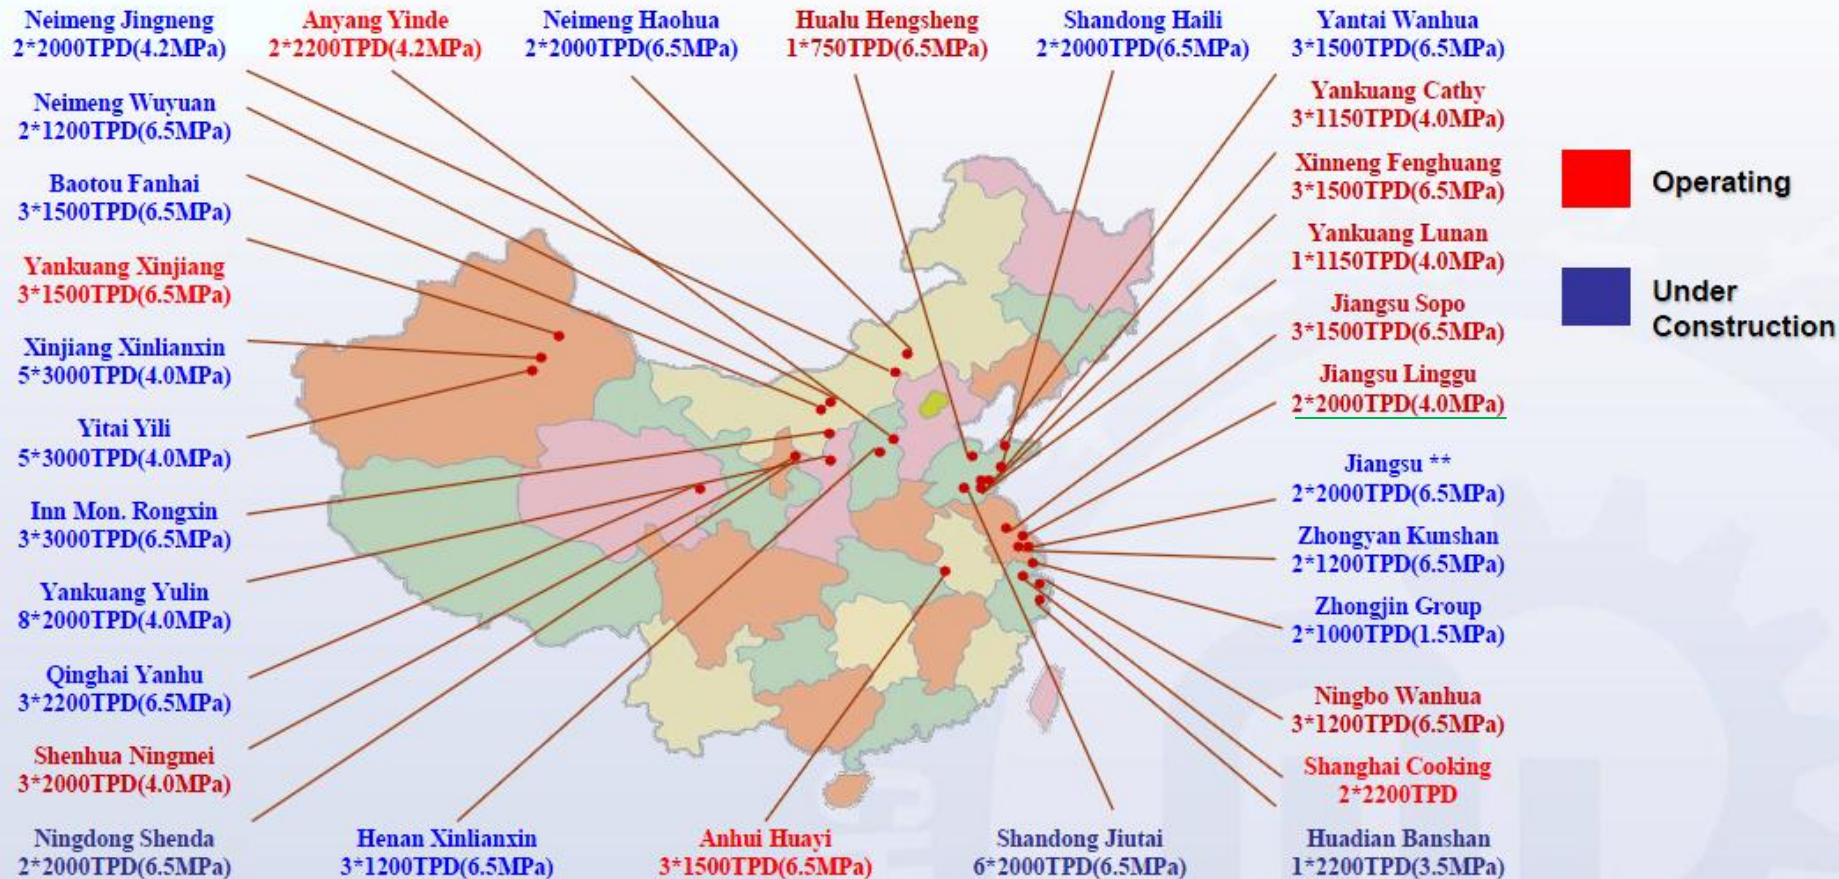 Neimeng Jingneng
2*2000TPD(4.2MPa)
Anyang Yinde
2*2200TPD(4.2MPa)
Neimeng Haohua
2*2000TPD(6.5MPa)
Hualu Hengsheng
1*750TPD(6.5MPa)
Shandong Haili
2*2000TPD(6.5MPa)
Yantai Wanhua
3*1500TPD(6.5MPa)
Neimeng Wuyuan
2*1200TPD(6.5MPa)
Baotou Fanhai
3*1500TPD(6.5MPa)
Yankuang Xinjiang
3*1500TPD(6.5MPa)
Xinjiang Xinlianxin
5*3000TPD(4.0MPa)
Yitai Yili
5*3000TPD(4.0MPa)
Inn Mon. Rongxin
3*3000TPD(6.5MPa)
Yankuang Yulin
8*2000TPD(4.0MPa)
Qinghai Yanhu
3*2200TPD(6.5MPa)
Shenhua Ningmei
3*2000TPD(4.0MPa)
Ningdong Shenda
2*2000TPD(6.5MPa)
Henan Xinlianxin
3*1200TPD(6.5MPa)
Anhui Huayi
3*1500TPD(6.5MPa)
Shandong Jiutai
6*2000TPD(6.5MPa)
Huadian Banshan
1*2200TPD(3.5MPa)
Yankuang Cathy
3*1150TPD(4.0MPa)
Xinneng Fenghuang
3*1500TPD(6.5MPa)
Yankuang Lunan
1*1150TPD(4.0MPa)
Jiangsu Sopo
3*1500TPD(6.5MPa)
Jiangsu Linggu
2*2000TPD(4.0MPa)
Jiangsu **
2*2000TPD(6.5MPa)
Zhongyan Kunshan
2*1200TPD(6.5MPa)
Zhongjin Group
2*1000TPD(1.5MPa)
Ningbo Wanhua
3*1200TPD(6.5MPa)
Shanghai Cooking
2*2200TPD
Operating
Under
Construction